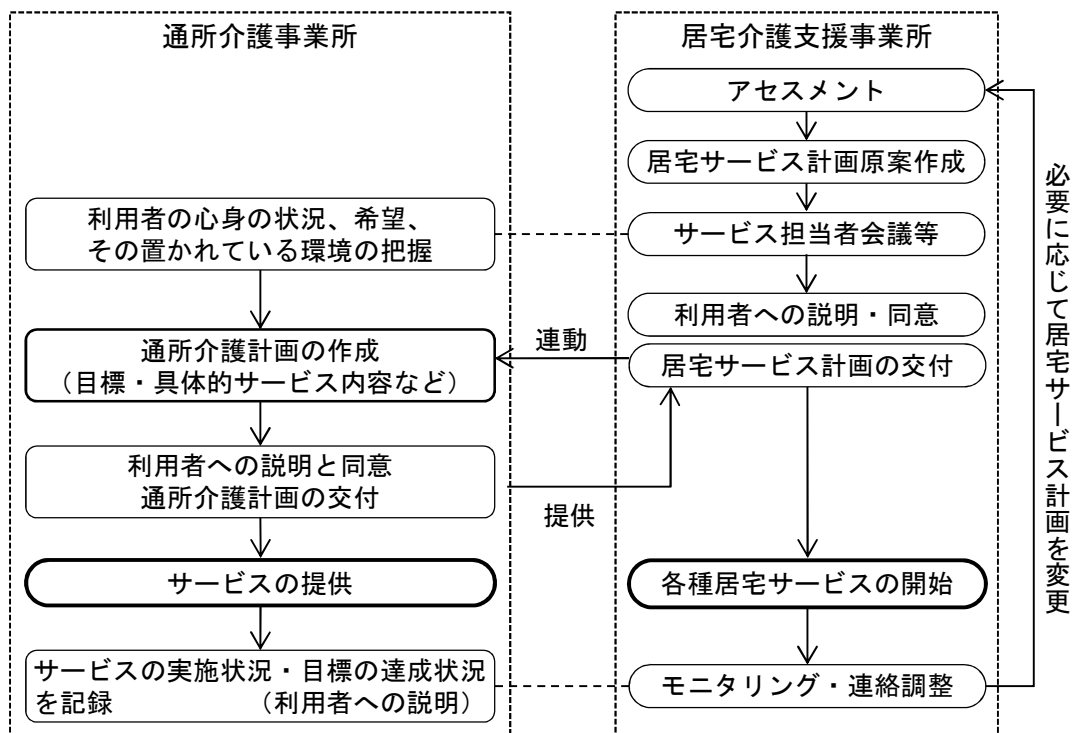 通所介護事業所
利用者の心身の状況、希望、
その置かれている環境の把握
通所介護計画の作成
（目標・具体的サービス内容など）
利用者への説明と同意
通所介護計画の交付
サービスの提供
サービスの実施状況・目標の達成状況
を記録　　　　　（利用者への説明）
連動
提供
居宅介護支援事業所
アセスメント
居宅サービス計画原案作成
サービス担当者会議等
利用者への説明・同意
居宅サービス計画の交付
各種居宅サービスの開始
モニタリング・連絡調整
必要に応じて居宅サービス計画を変更